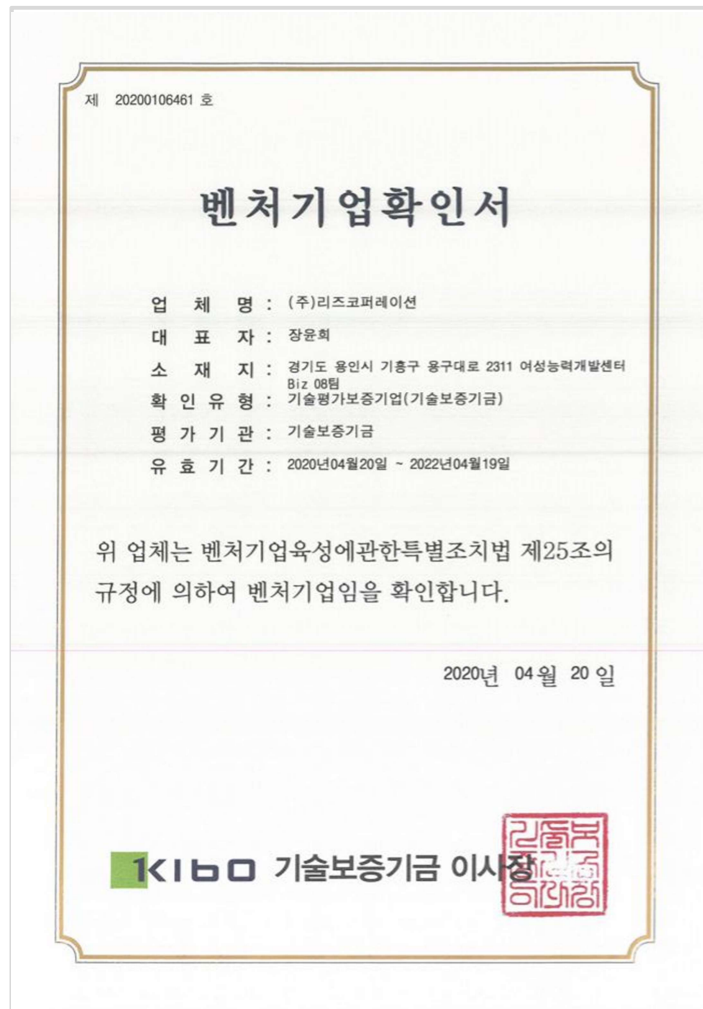 제 20200106461 호
벤처기업확인서
업 체 명 : (주)리즈코퍼레이션
대 표 자 : 장윤희
소 재 지 : 경기도 용인시 기흥구 용구대로 2311 여성능력개발센터
Biz 08팀
확 인 유 형 : 기술평가보증기업(기술보증기금)
평 가 기 관 : 기술보증기금
유 효 기 간 : 2020년04월20일 ~ 2022년04월19일
위 업체는 벤처기업육성에관한특별조치법 제25조의
규정에 의하여 벤처기업임을 확인합니다.
2020년 04월 20일
KIBO 기술보증기금 이사장